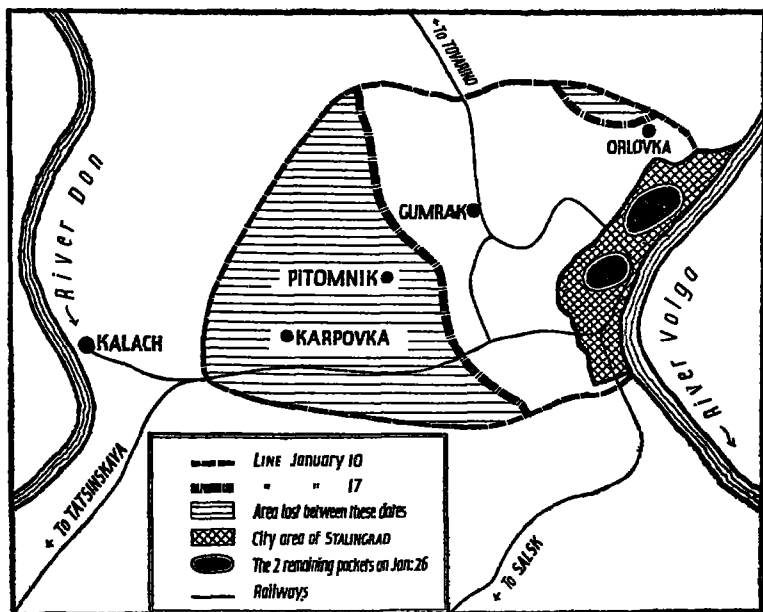 ← To TOVARINO
ORLOVKA
River Don
GUMRAK
PITOMNIK
River Volga
KARPOVKA
KALACH
← To TATSINSKAYA
LINE January 10
" " 17
Area lost between these dates
City area of STALINGRAD
The 2 remaining pockets on Jan: 26
Railways
← To SALSK